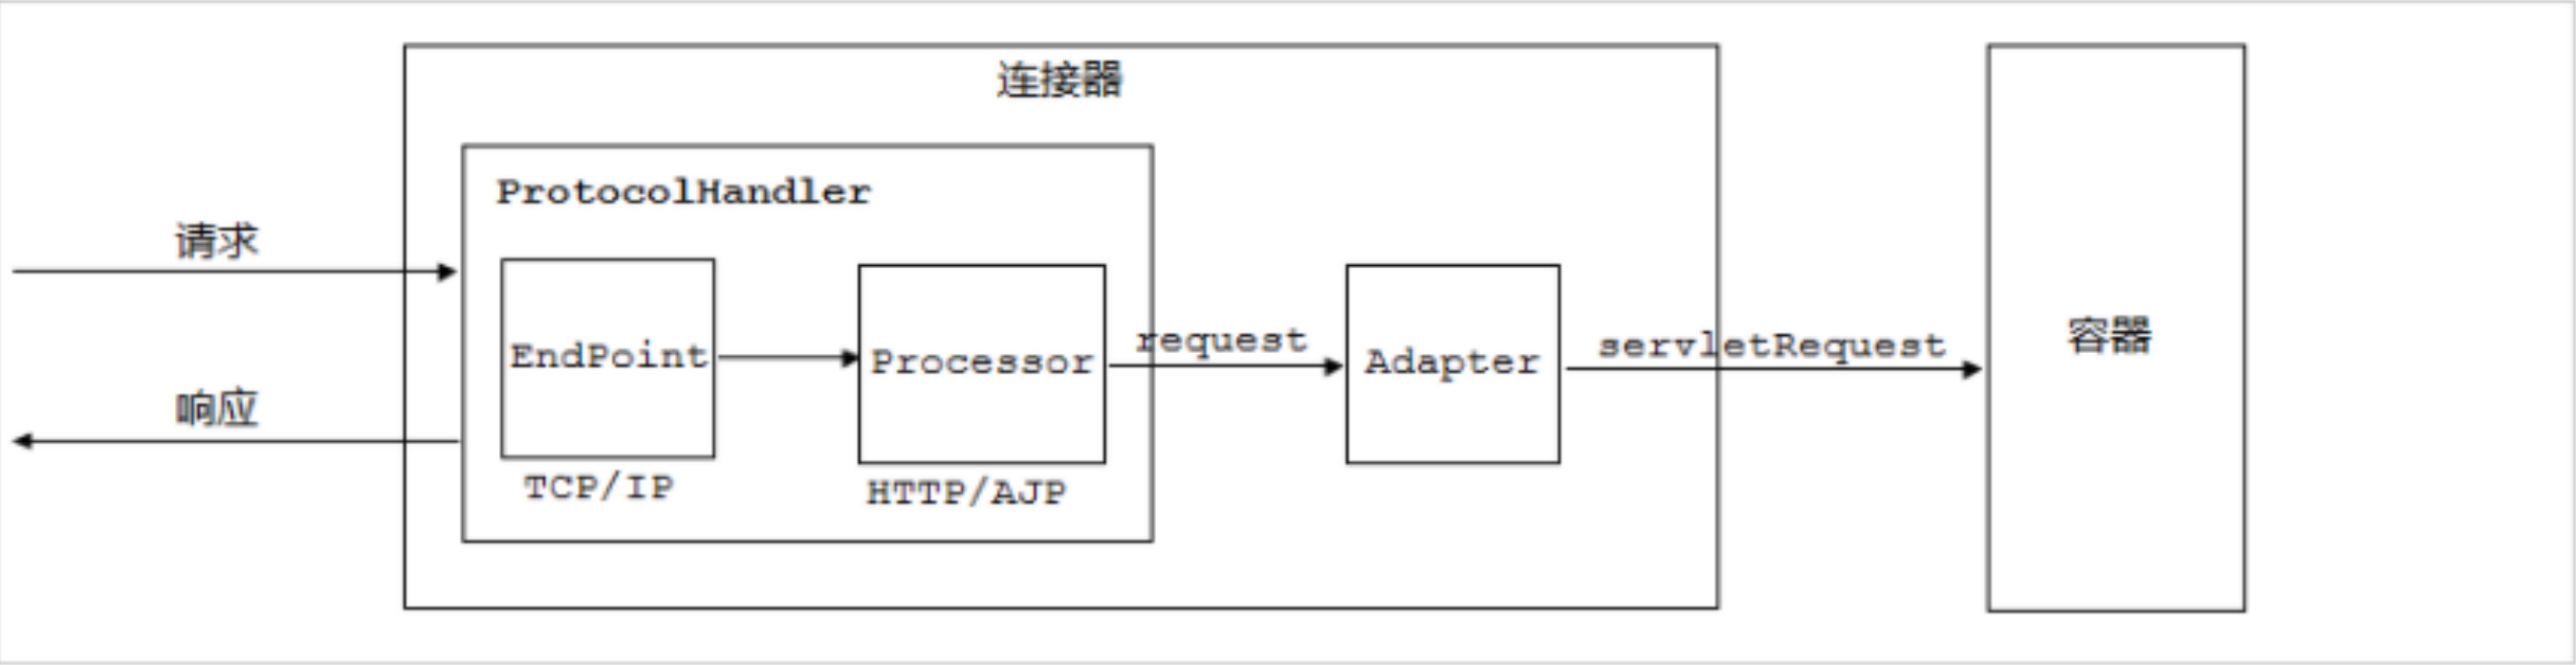 连接器
ProtocolHandler
请求
响应
EndPoint
TCP/IP
Processor
HTTP/AJP
request
Adapter
servletRequest
容器